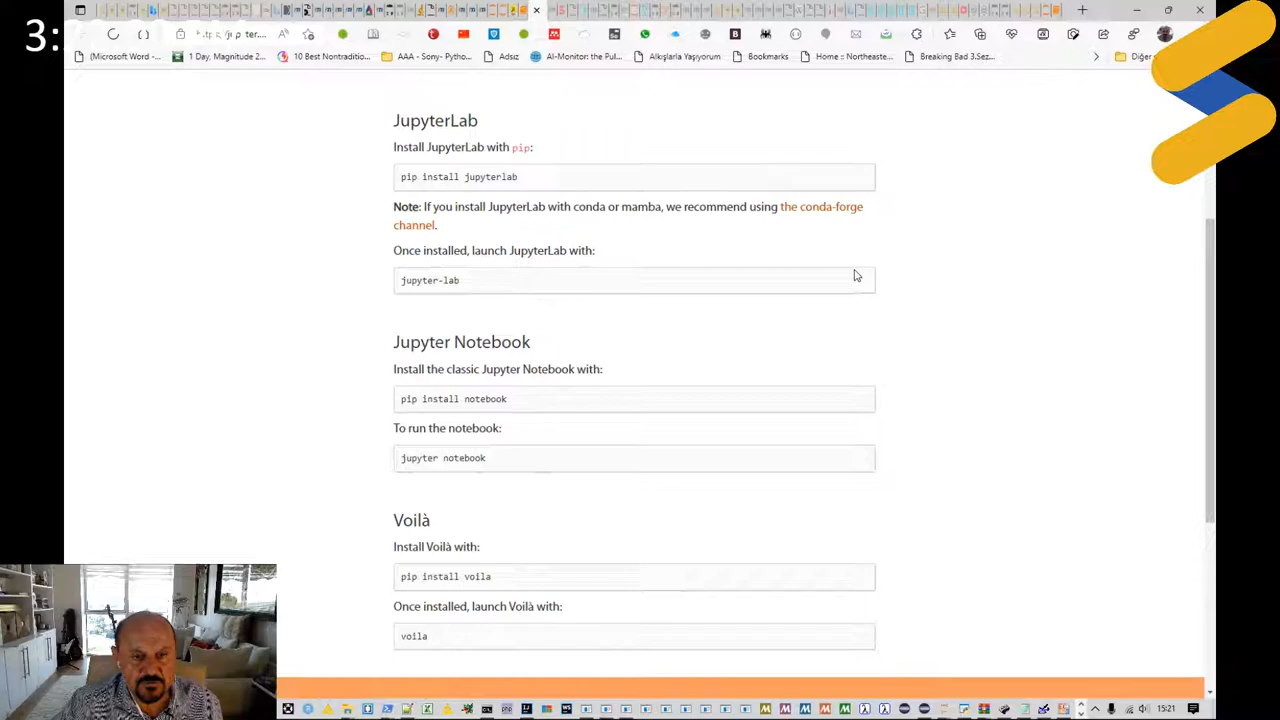 3:
(Microsoft Word -...
1 Day, Magnitude 2...
10 Best Nontraditio...
AAA - Sony- Pytho...
Adsız
Al-Monitor: the Pul...
Alkışlarla Yaşıyorum
Bookmarks
Home :: Northeaste...
Breaking Bad 3.Sez...
Diğer
JupyterLab
Install JupyterLab with pip:
pip install jupyterlab
Note: If you install JupyterLab with conda or mamba, we recommend using the conda-forge
channel.
Once installed, launch JupyterLab with:
jupyter-lab
Jupyter Notebook
Install the classic Jupyter Notebook with:
pip install notebook
To run the notebook:
jupyter notebook
Voilà
Install Voilà with:
pip install voila
Once installed, launch Voilà with:
voila
15:21